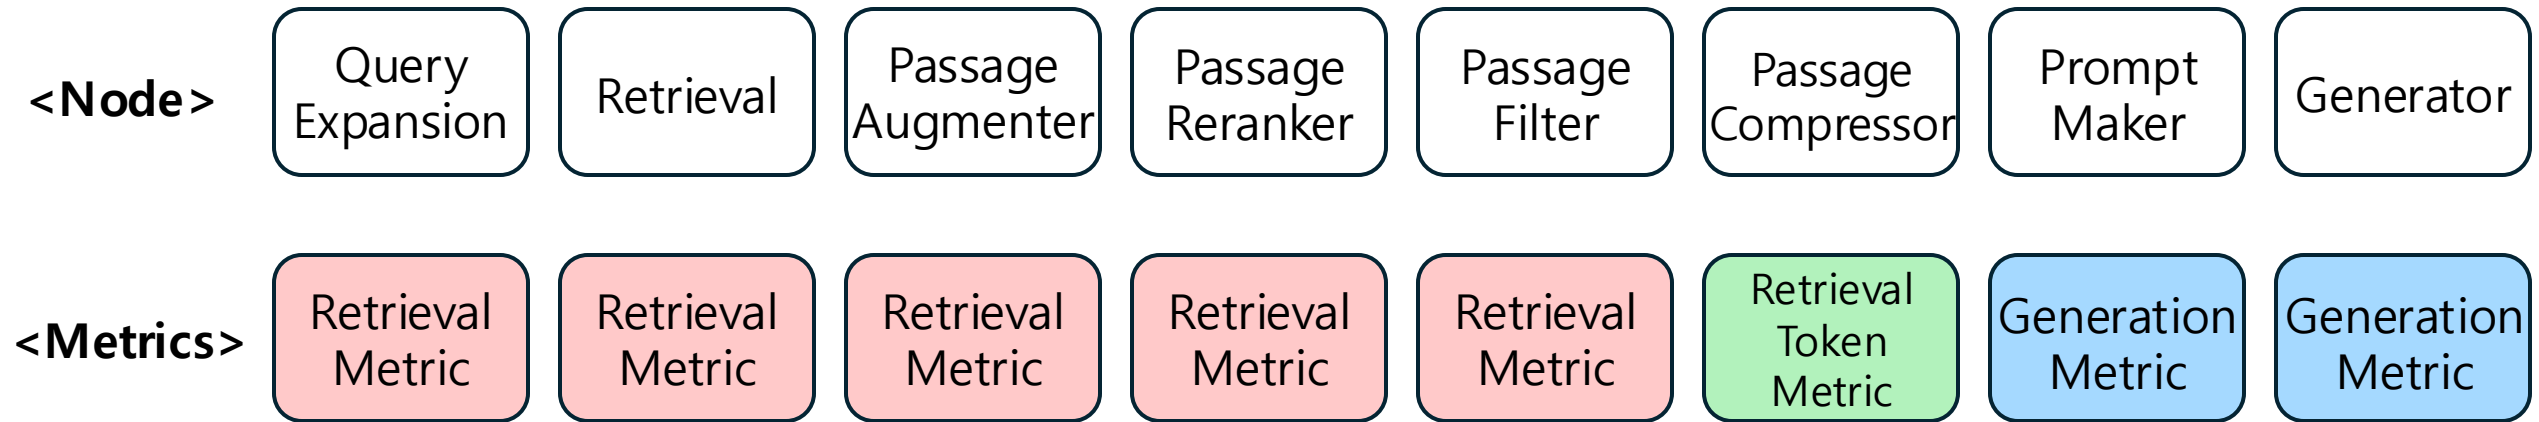 <Node>
Query
Expansion
Retrieval
Passage
Augmenter
Passage
Reranker
Passage
Filter
Passage
Compressor
Prompt
Maker
Generator
<Metrics>
Retrieval
Metric
Retrieval
Metric
Retrieval
Metric
Retrieval
Metric
Retrieval
Metric
Retrieval
Token
Metric
Generation
Metric
Generation
Metric